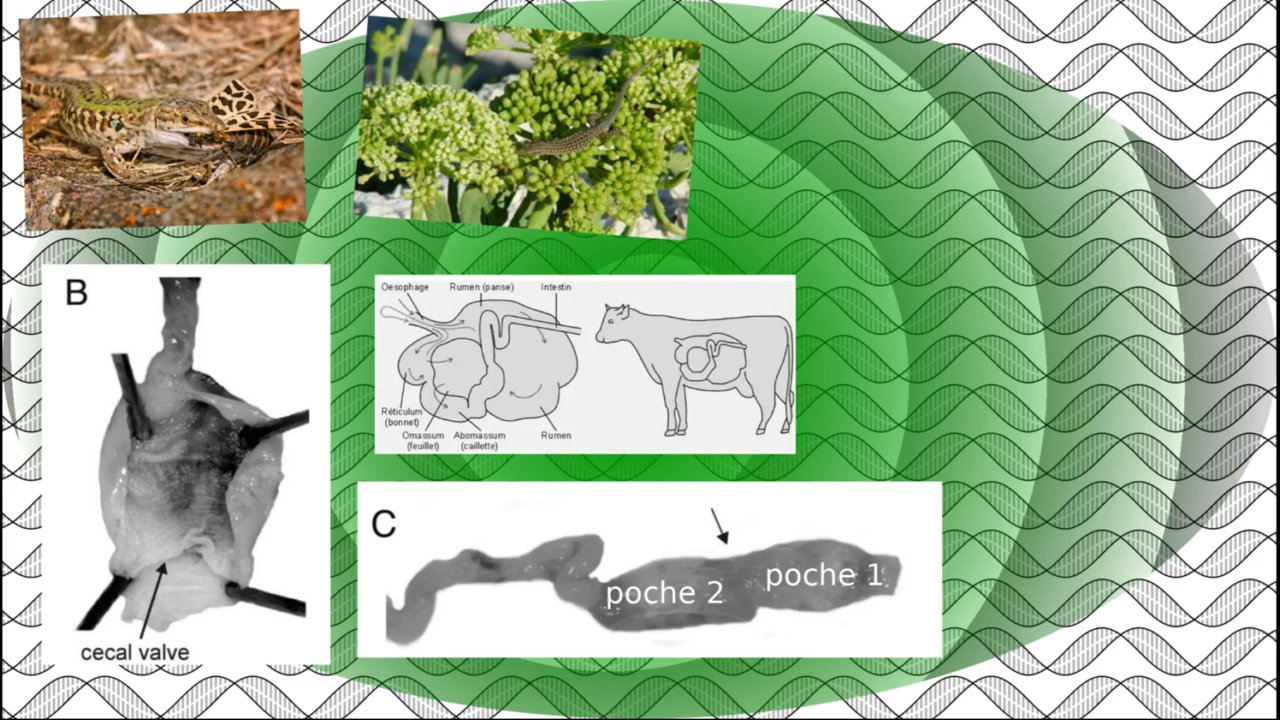 B
cecal valve
Oesophage
Rumen (panse)
Intestin
Réticulum
(bonnet)
Omassum
(feuillet)
Abomassum
(caillette)
Rumen
C
poche 2
poche 1